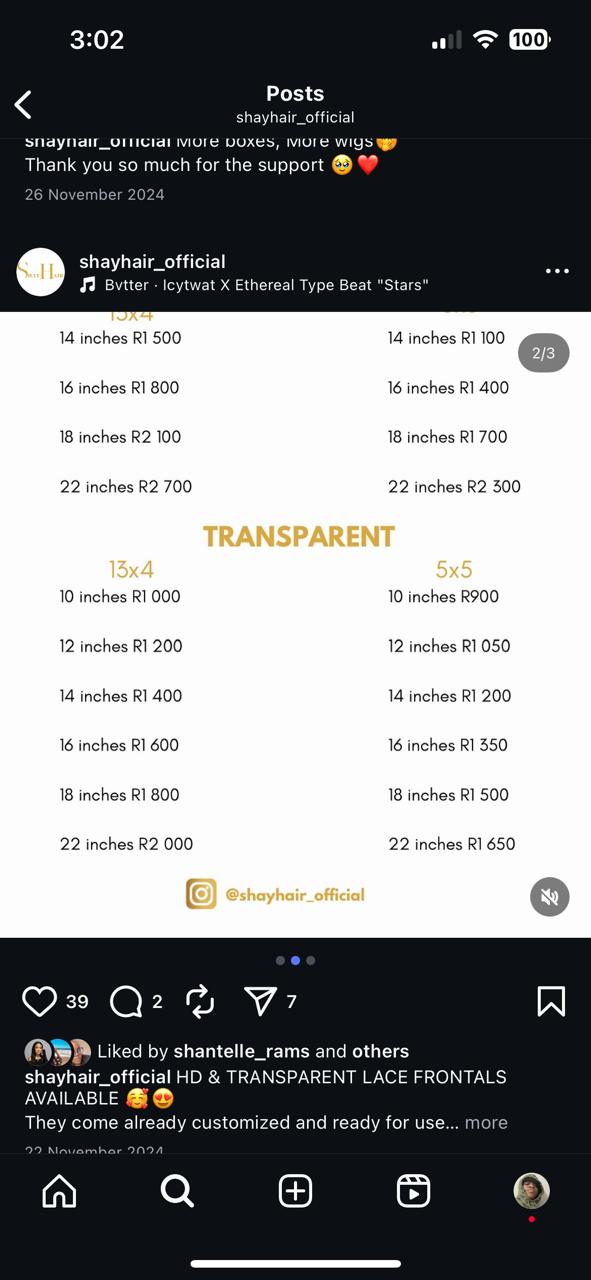 3:02
100
Posts
shayhair_official
shayhair_official More boxes, More wigs🤭
Thank you so much for the support 🥹❤️
26 November 2024
shayhair_official
Bvtter · Icytwat X Ethereal Type Beat "Stars"
2/3
13x4
14 inches R1 500 14 inches R1 100
16 inches R1 800 16 inches R1 400
18 inches R2 100 18 inches R1 700
22 inches R2 700 22 inches R2 300
TRANSPARENT
13x4 5x5
10 inches R1 000 10 inches R900
12 inches R1 200 12 inches R1 050
14 inches R1 400 14 inches R1 200
16 inches R1 600 16 inches R1 350
18 inches R1 800 18 inches R1 500
22 inches R2 000 22 inches R1 650
@shayhair_official
39 2 7
Liked by shantelle_rams and others
shayhair_official HD & TRANSPARENT LACE FRONTALS
AVAILABLE 🥰😍
They come already customized and ready for use... more
22 November 2024